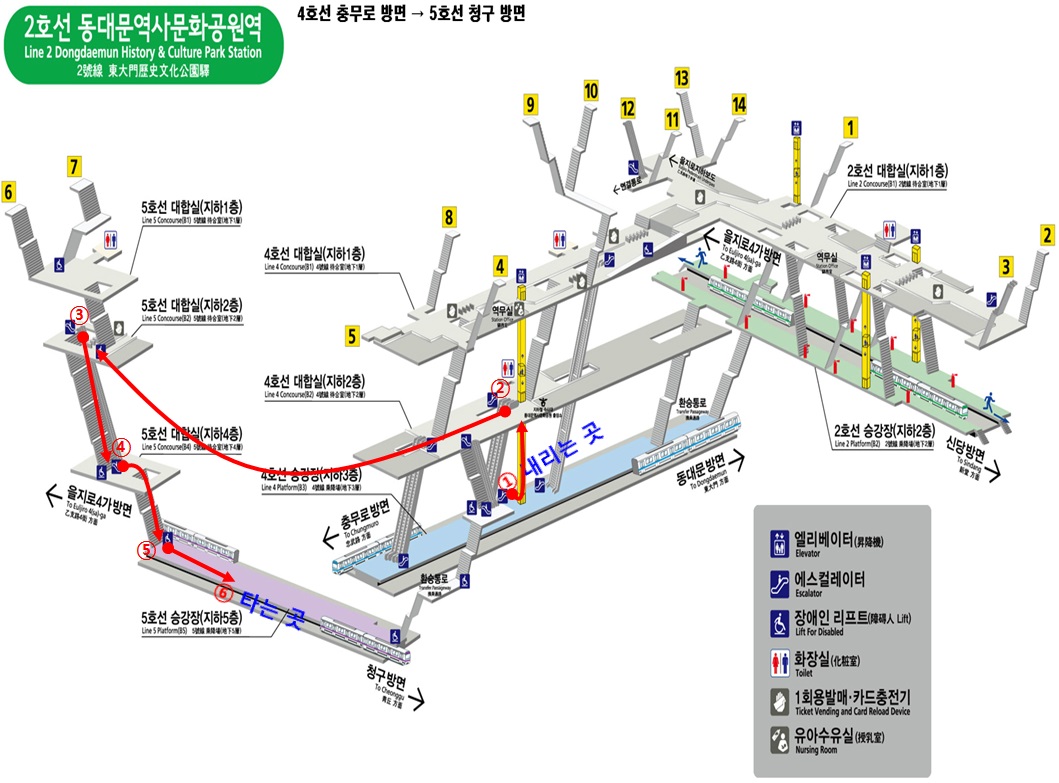 2호선 동대문역사문화공원역
Line 2 Dongdaemun History & Culture Park Station
2號線 東大門歷史文化公園驛
4호선 충무로 방면 → 5호선 청구 방면
6
7
5호선 대합실(지하1층)
Line 5 Concourse(B1) 5號線 待合室(地下1層)
5호선 대합실(지하2층)
Line 5 Concourse(B2) 5號線 待合室(地下2層)
5호선 대합실(지하4층)
Line 5 Concourse(B4) 5號線 待合室(地下4層)
③
④
⑤
⑥
을지로4가방면
To Euljiro 4(sa)-ga
乙支路4街 方面
타는 곳
5호선 승강장(지하5층)
Line 5 Platform(B5) 5號線 乘降場(地下5層)
청구방면
To Cheonggu
靑丘 方面
4호선 대합실(지하1층)
Line 4 Concourse(B1) 4號線 待合室(地下1層)
4호선 대합실(지하2층)
Line 4 Concourse(B2) 4號線 待合室(地下2層)
4호선 승강장(지하3층)
Line 4 Platform(B3) 4號線 乘降場(地下3層)
5
8
4
9
10
12
11
13
14
1
2
3
연결통로
을지로지하보도
역무실
Station Office
②
①
내리는 곳
충무로방면
To Chungmuro
忠武路 方面
환승통로
Transfer Passageway
동대문방면
To Dongdaemun
東大門 方面
환승통로
Transfer Passageway
2호선 대합실(지하1층)
Line 2 Concourse(B1) 2號線 待合室(地下1層)
을지로4가방면
To Euljiro 4(sa)-ga
乙支路4街 方面
역무실
Station Office
2호선 승강장(지하2층)
Line 2 Platform(B2) 2號線 乘降場(地下2層)
신당방면
To Sindang
新堂 方面
엘리베이터(昇降機)
Elevator
에스컬레이터
Escalator
장애인 리프트(障碍人 Lift)
Lift For Disabled
화장실(化粧室)
Toilet
1회용발매·카드충전기
Ticket Vending and Card Reload Device
유아수유실(授乳室)
Nursing Room